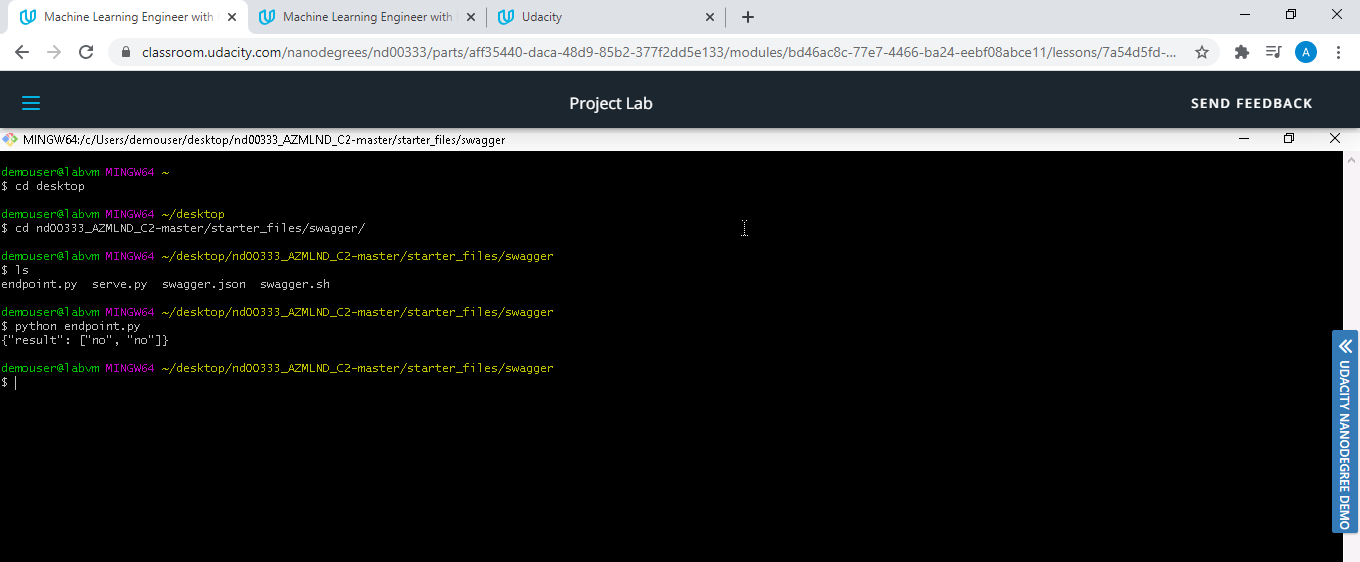 Machine Learning Engineer with
Machine Learning Engineer with
Udacity
classroom.udacity.com/nanodegrees/nd00333/parts/aff35440-daca-48d9-85b2-377f2dd5e133/modules/bd46ac8c-77e7-4466-ba24-eebf08abce11/lessons/7a54d5fd-...
A
Project Lab
SEND FEEDBACK
MINGW64:/c/Users/demouser/desktop/nd00333_AZMLND_C2-master/starter_files/swagger
demouser@labvm MINGW64 ~
$ cd desktop
demouser@labvm MINGW64 ~/desktop
$ cd nd00333_AZMLND_C2-master/starter_files/swagger/
demouser@labvm MINGW64 ~/desktop/nd00333_AZMLND_C2-master/starter_files/swagger
$ ls
endpoint.py  serve.py  swagger.json  swagger.sh
demouser@labvm MINGW64 ~/desktop/nd00333_AZMLND_C2-master/starter_files/swagger
$ python endpoint.py
{"result": ["no", "no"]}
demouser@labvm MINGW64 ~/desktop/nd00333_AZMLND_C2-master/starter_files/swagger
$
UDACITY NANODEGREE DEMO